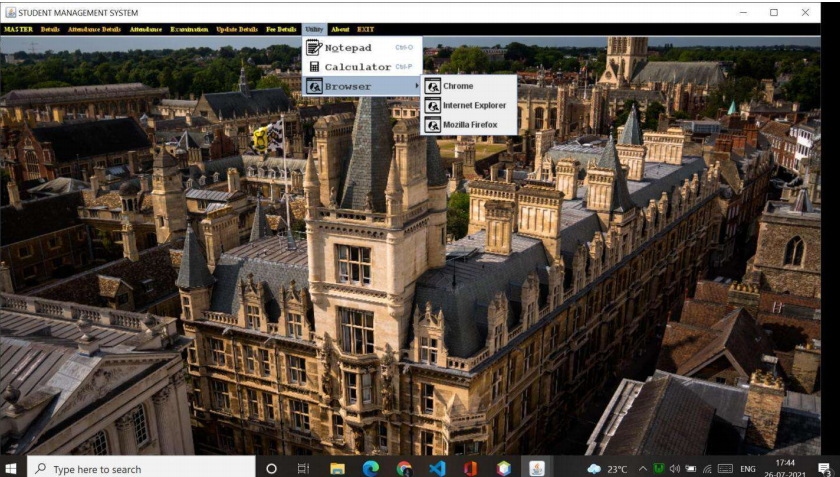 STUDENT MANAGEMENT SYSTEM
MASTER Details Attendance Details Attendance Examination Update Details Fee Details Utility About EXIT
Notepad Ctrl-O
Calculator Ctrl-P
Browser
Chrome
Internet Explorer
Mozilla Firefox
Type here to search
23°C
ENG
17:44
26-07-2021
3